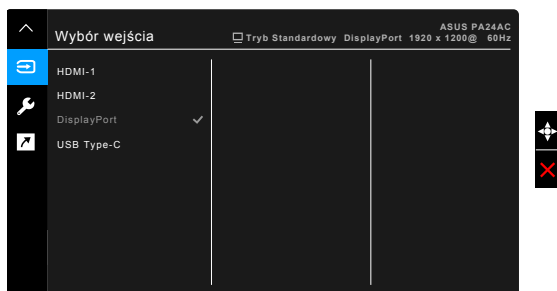 ASUS PA24AC
Wybór wejścia
Tryb Standardowy DisplayPort 1920 x 1200@ 60Hz
HDMI-1
HDMI-2
DisplayPort
USB Type-C